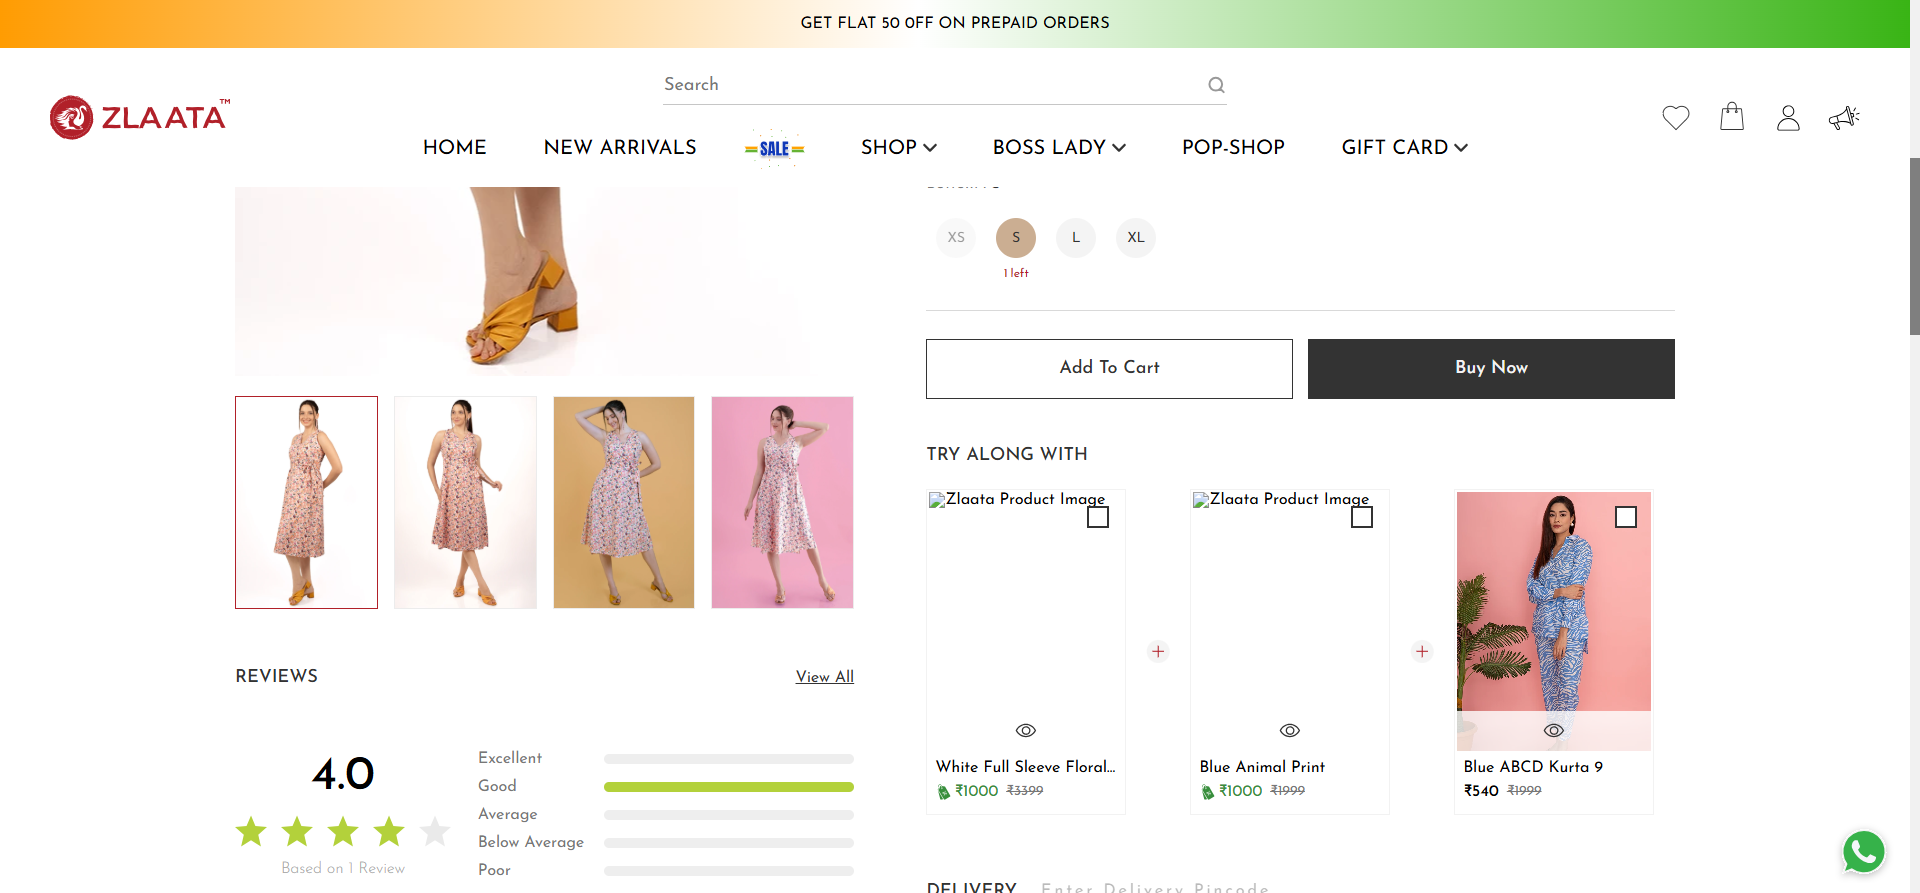 GET FLAT 50 OFF ON PREPAID ORDERS
Search
ZLAATA™
HOME
NEW ARRIVALS
SALE
SHOP
BOSS LADY
POP-SHOP
GIFT CARD
XS
S
L
XL
1 left
Add To Cart
Buy Now
TRY ALONG WITH
Zlaata Product Image
Zlaata Product Image
White Full Sleeve Floral...
₹1000 ₹3399
Blue Animal Print
₹1000 ₹1999
Blue ABCD Kurta 9
₹540 ₹1999
REVIEWS
View All
4.0
Based on 1 Review
Excellent
Good
Average
Below Average
Poor
DELIVERY
Enter Delivery Pincode